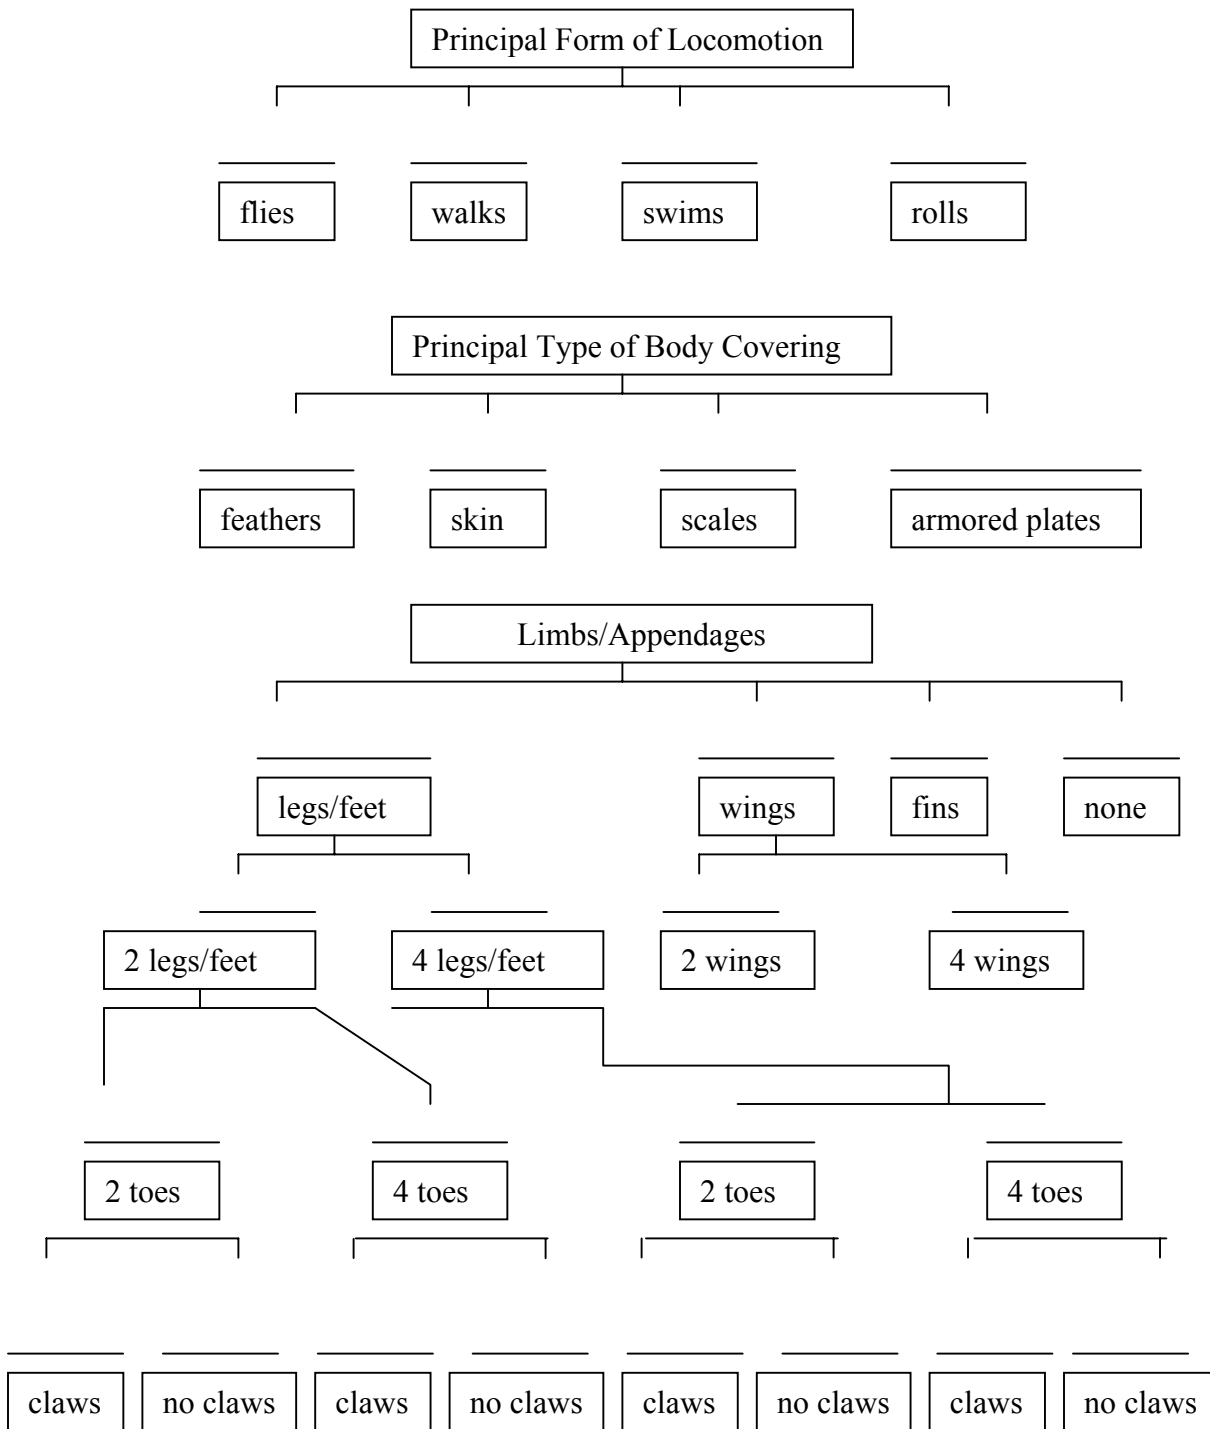 Principal Form of Locomotion
flies walks swims rolls
Principal Type of Body Covering
feathers skin scales armored plates
Limbs/Appendages
legs/feet wings fins none
2 legs/feet 4 legs/feet 2 wings 4 wings
2 toes 4 toes 2 toes 4 toes
claws no claws claws no claws claws no claws claws no claws